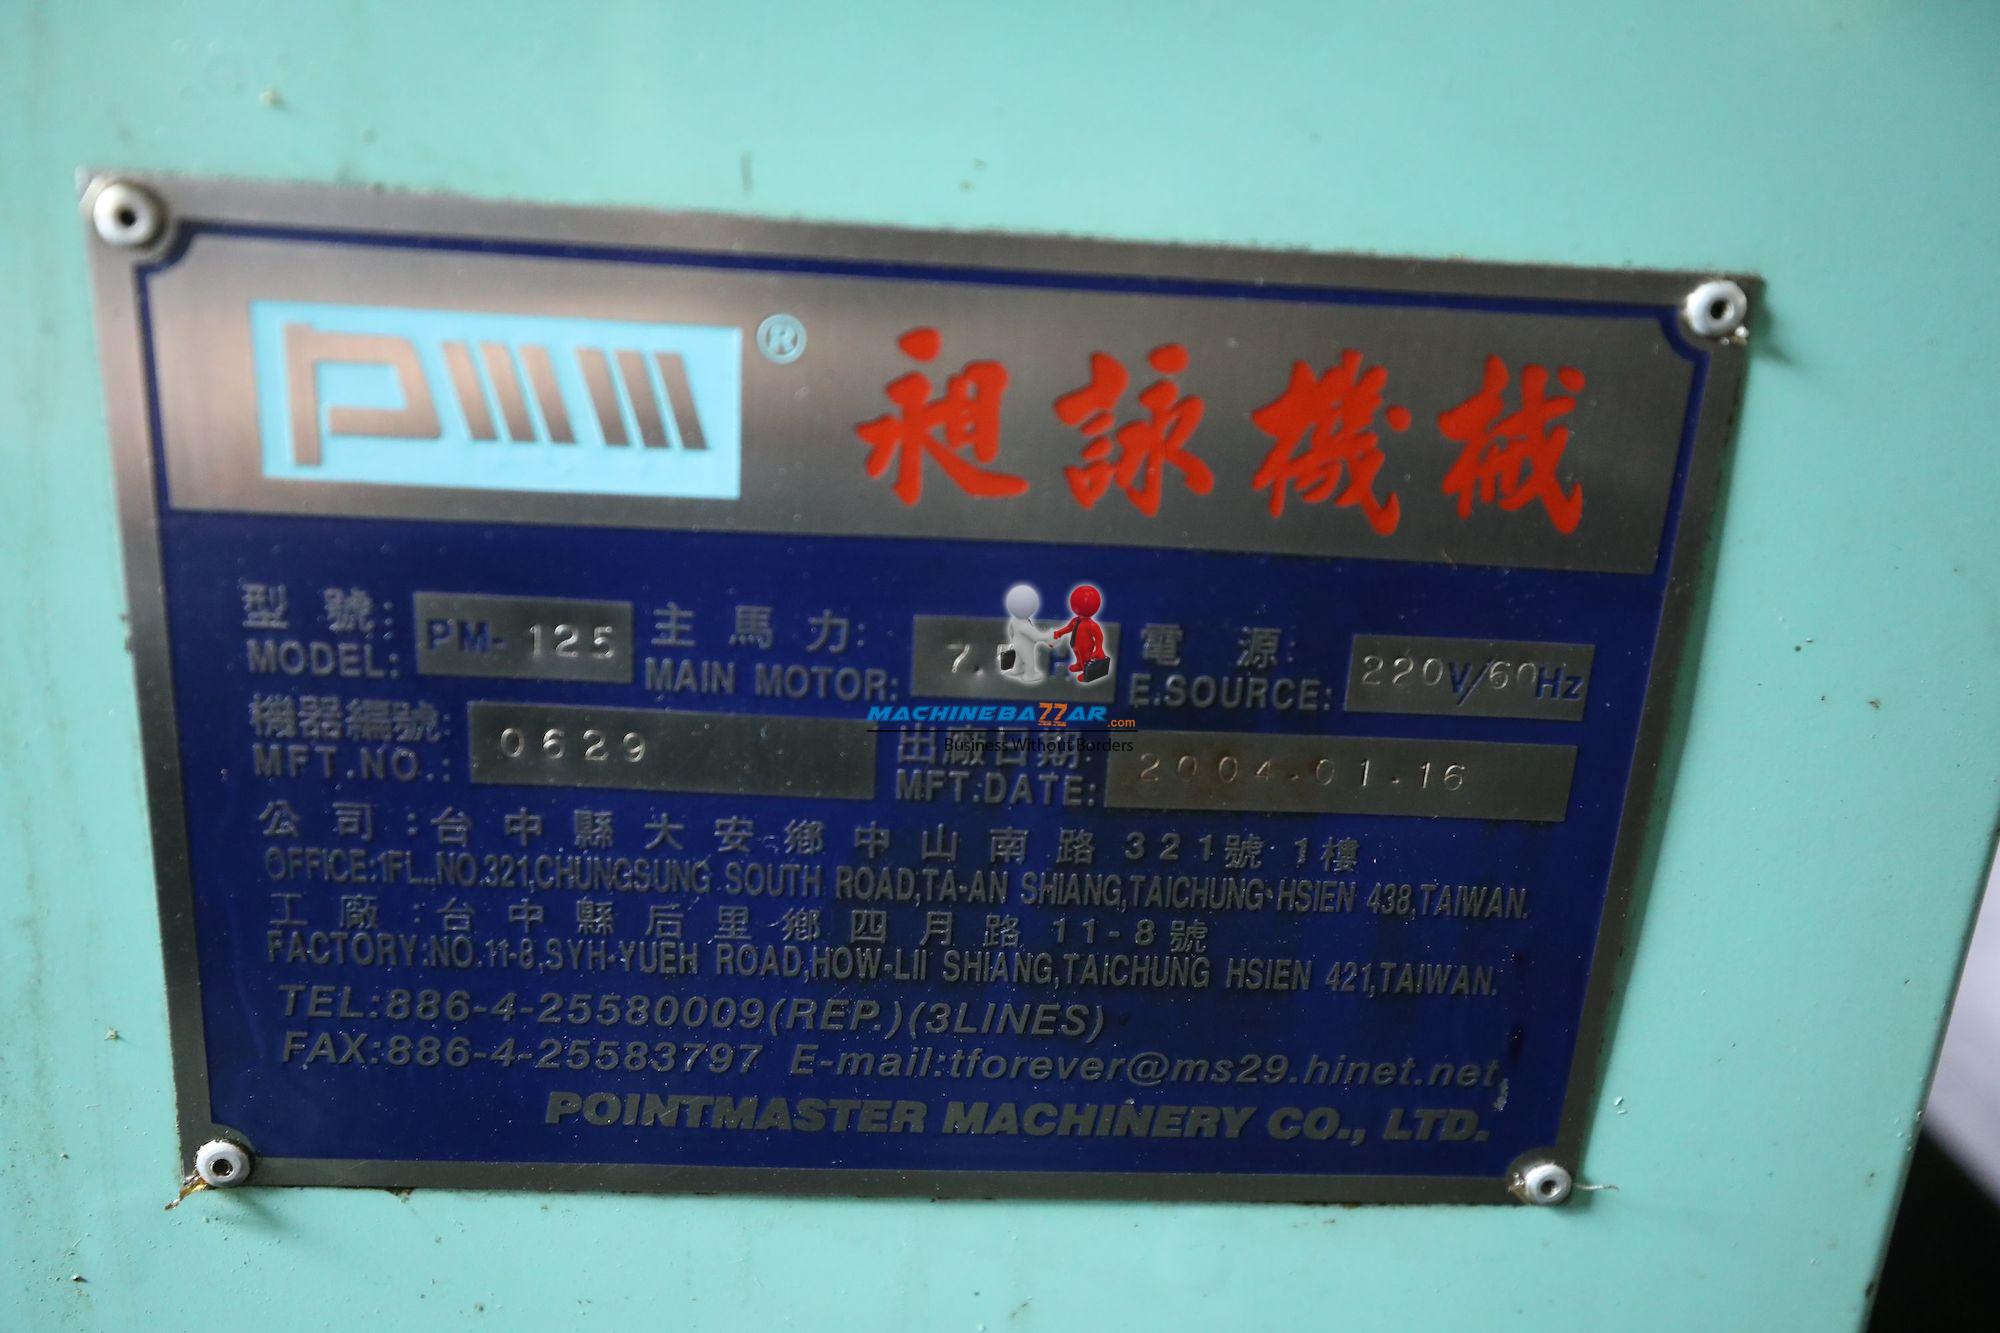 PM ® 昶詠機械
型號: PM- 125 主馬力: 電源: 220V/60Hz
MODEL: MAIN MOTOR: E.SOURCE:
機器編號: 0629 出廠日期: 2004.01.16
MFT.NO.: MFT.DATE:
MACHINEBAZZAR.com
Business Without Borders
公司:台中縣大安鄉中山南路321號1樓
OFFICE:1FL.,NO.321,CHUNGSUNG SOUTH ROAD,TA-AN SHIANG,TAICHUNG HSIEN 438,TAIWAN.
工廠:台中縣后里鄉四月路11-8號
FACTORY:NO.11-8,SYH-YUEH ROAD,HOW-LII SHIANG,TAICHUNG HSIEN 421,TAIWAN.
TEL:886-4-25580009(REP.)(3LINES)
FAX:886-4-25583797 E-mail:tforever@ms29.hinet.net
POINTMASTER MACHINERY CO., LTD.